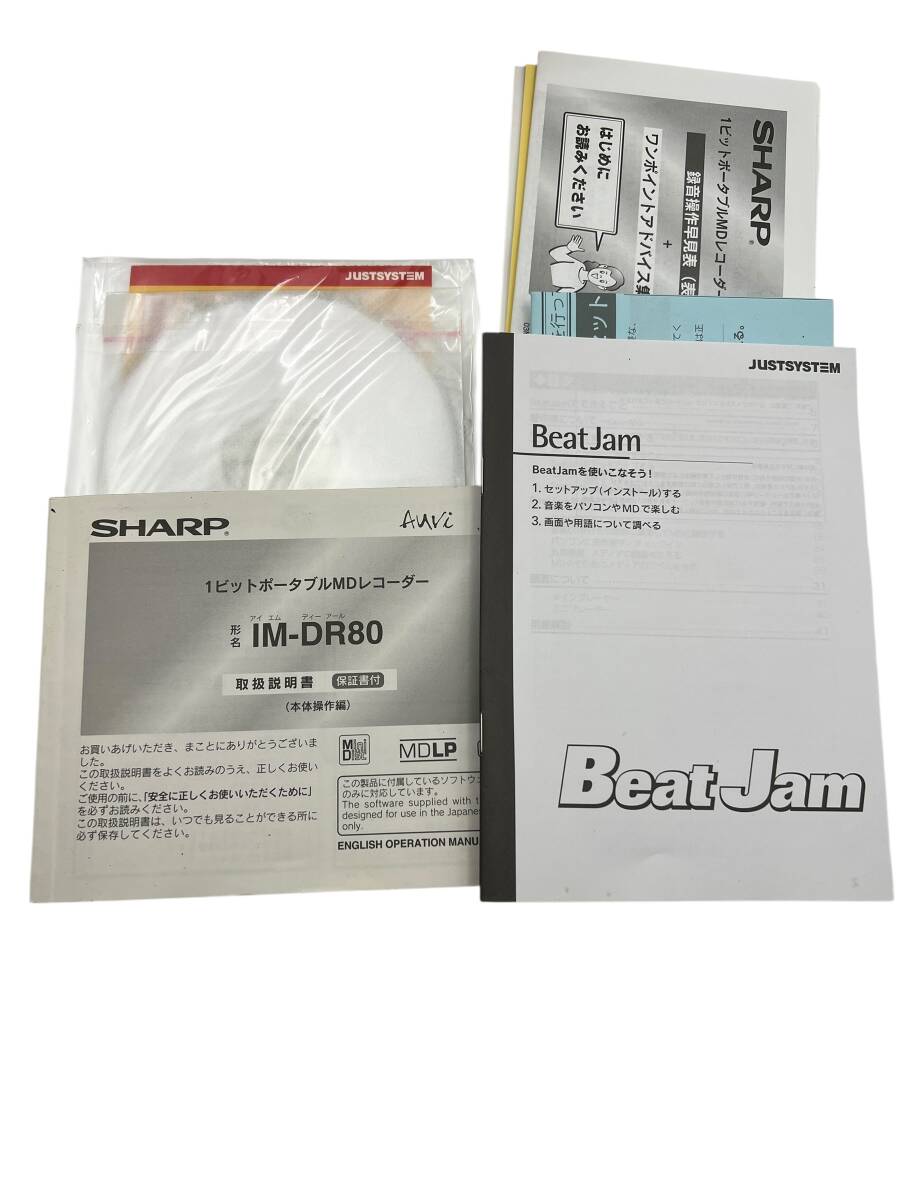 SHARP
1ビットポータブルMDレコーダー
録音操作早見表（表
+
ワンポイントアドバイス集
はじめに
お読みください
JUSTSYSTEM
JUSTSYSTEM
BeatJam
BeatJamを使いこなそう！
1. セットアップ（インストール）する
2. 音楽をパソコンやMDで楽しむ
3. 画面や用語について調べる
BeatJam
SHARP
Auvi
1ビットポータブルMDレコーダー
アイ エム ディー アール
形名 IM-DR80
取扱説明書 保証書付
（本体操作編）
お買いあげいただき、まことにありがとうございま
した。
この取扱説明書をよくお読みのうえ、正しくお使い
ください。
ご使用の前に、「安全に正しくお使いいただくために」
を必ずお読みください。
この取扱説明書は、いつでも見ることができる所に
必ず保存してください。
Mini Disc
MDLP
この製品に付属しているソフトウェ
のみに対応しています。
The software supplied with t
designed for use in the Japane
only.
ENGLISH OPERATION MANU